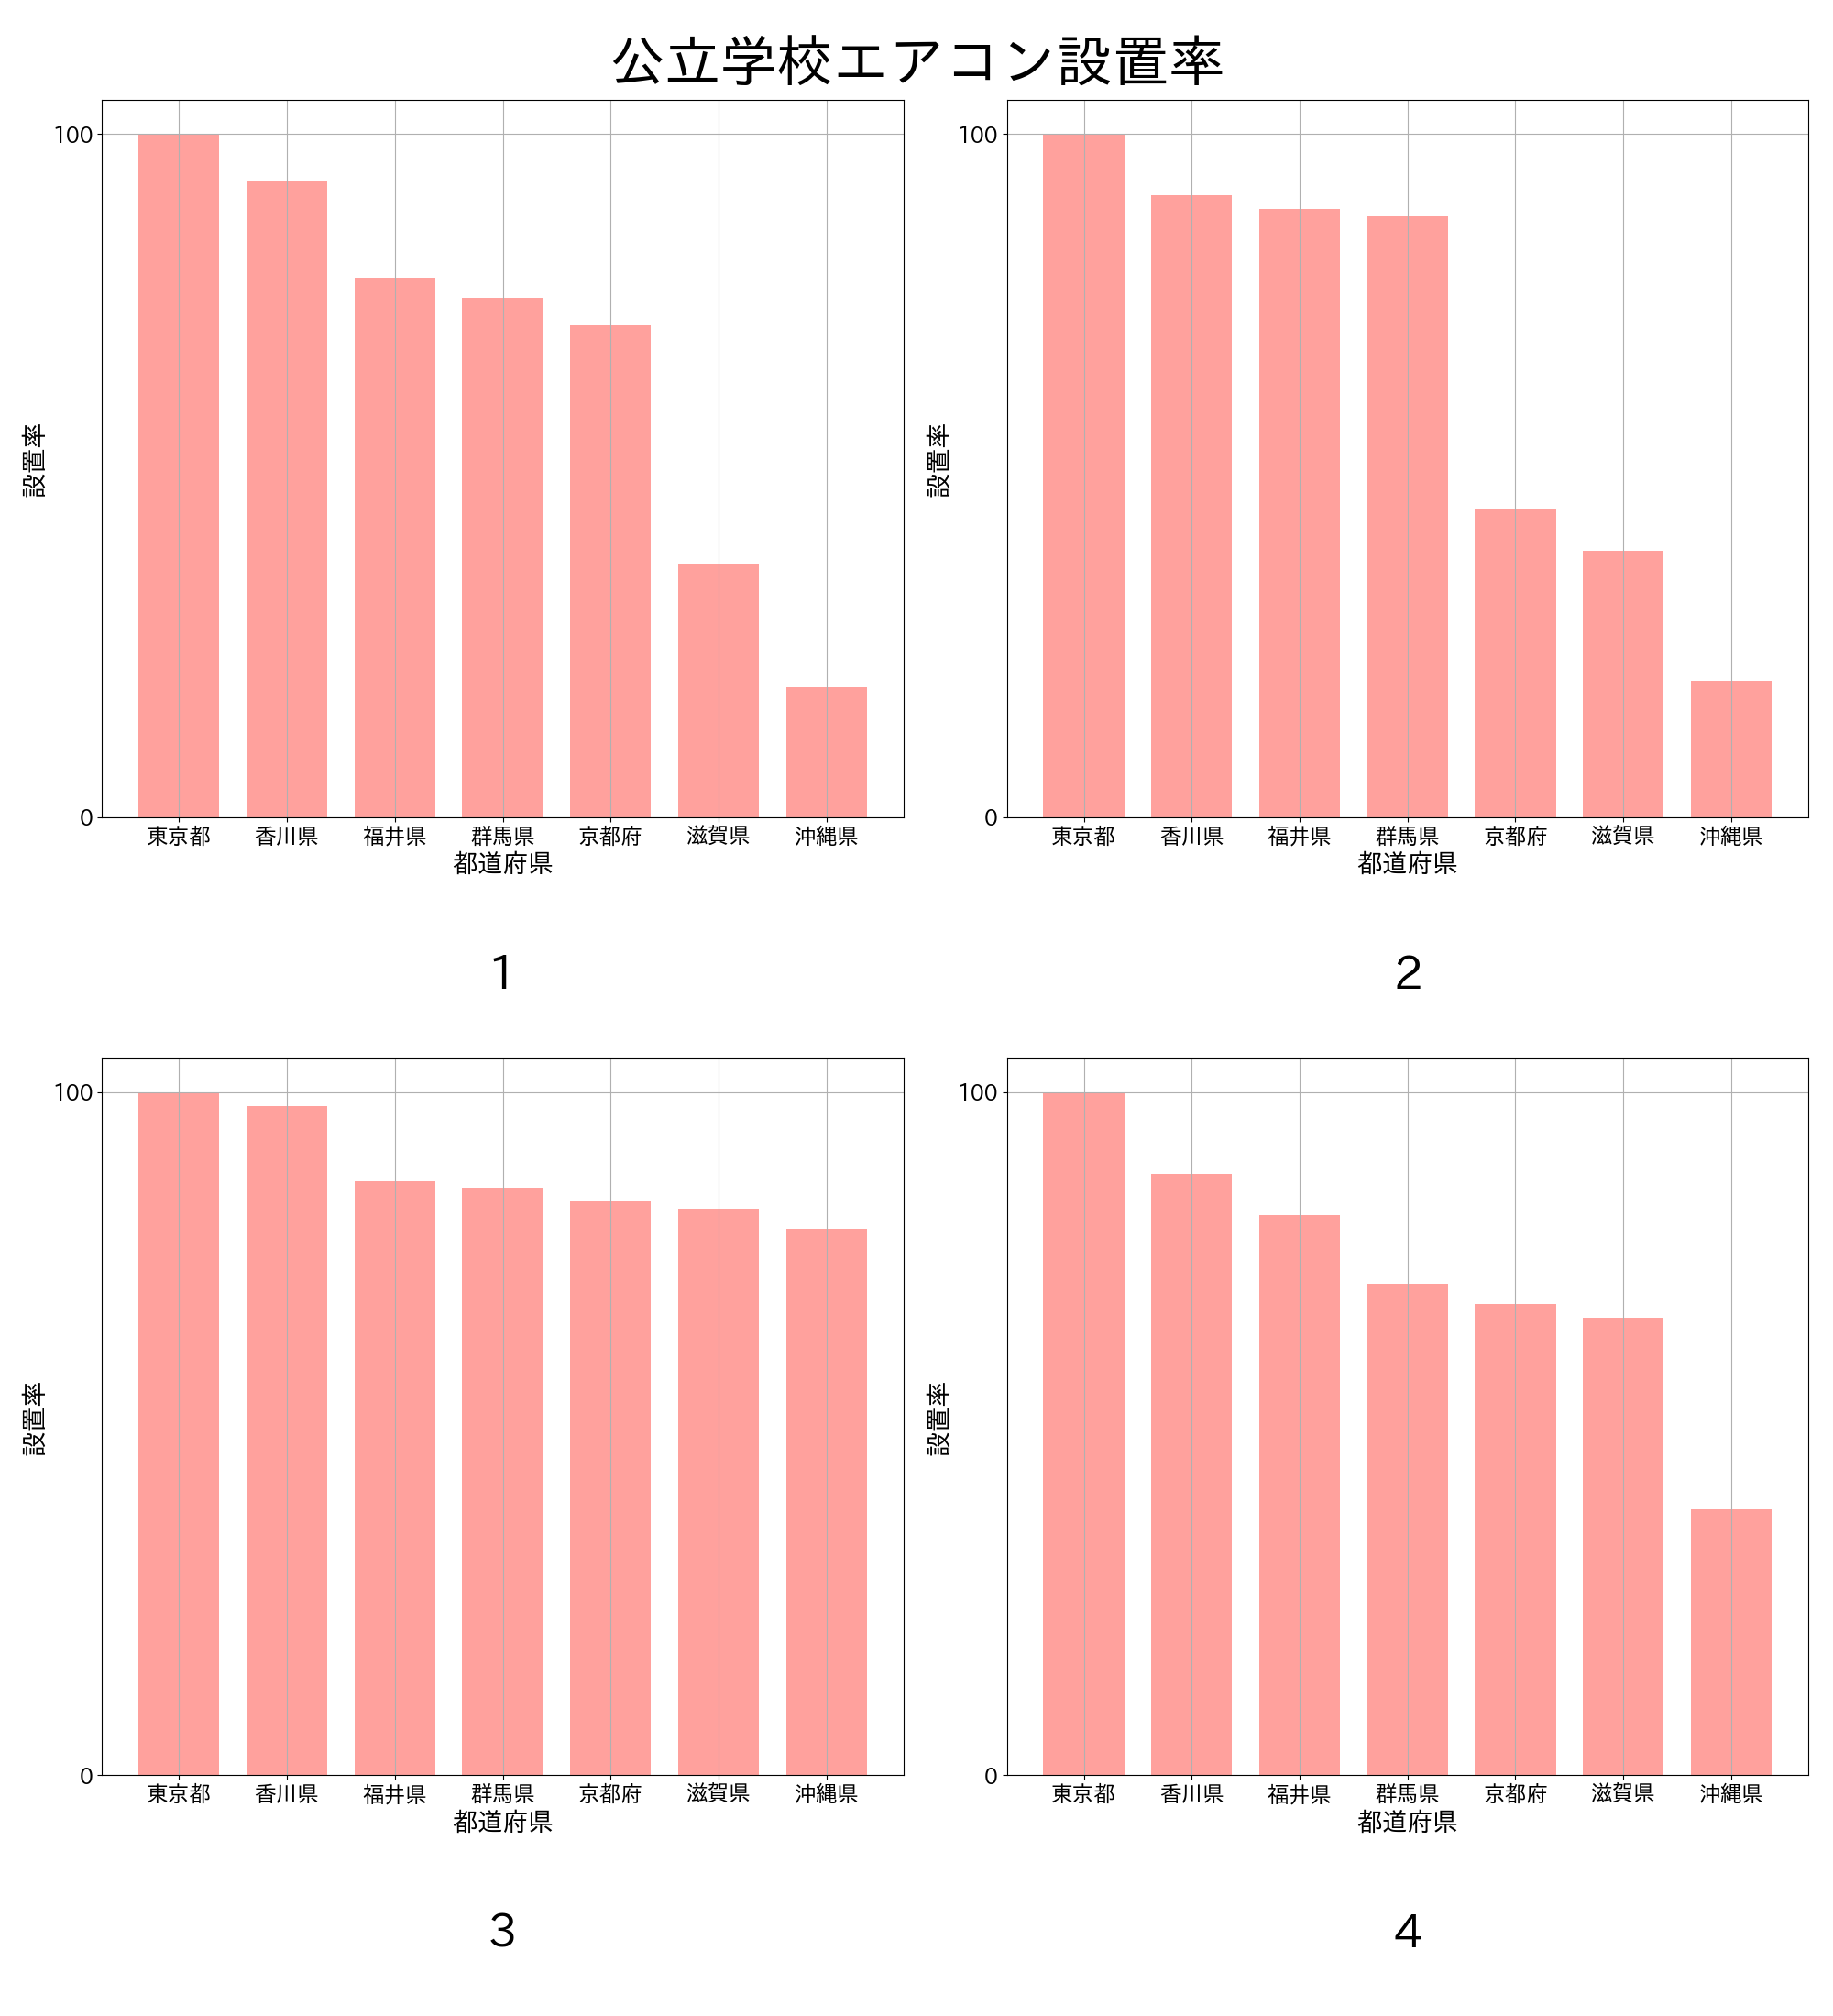 公立学校エアコン設置率
100
0
設置率
東京都 香川県 福井県 群馬県 京都府 滋賀県 沖縄県
都道府県
1
100
0
設置率
東京都 香川県 福井県 群馬県 京都府 滋賀県 沖縄県
都道府県
2
100
0
設置率
東京都 香川県 福井県 群馬県 京都府 滋賀県 沖縄県
都道府県
3
100
0
設置率
東京都 香川県 福井県 群馬県 京都府 滋賀県 沖縄県
都道府県
4